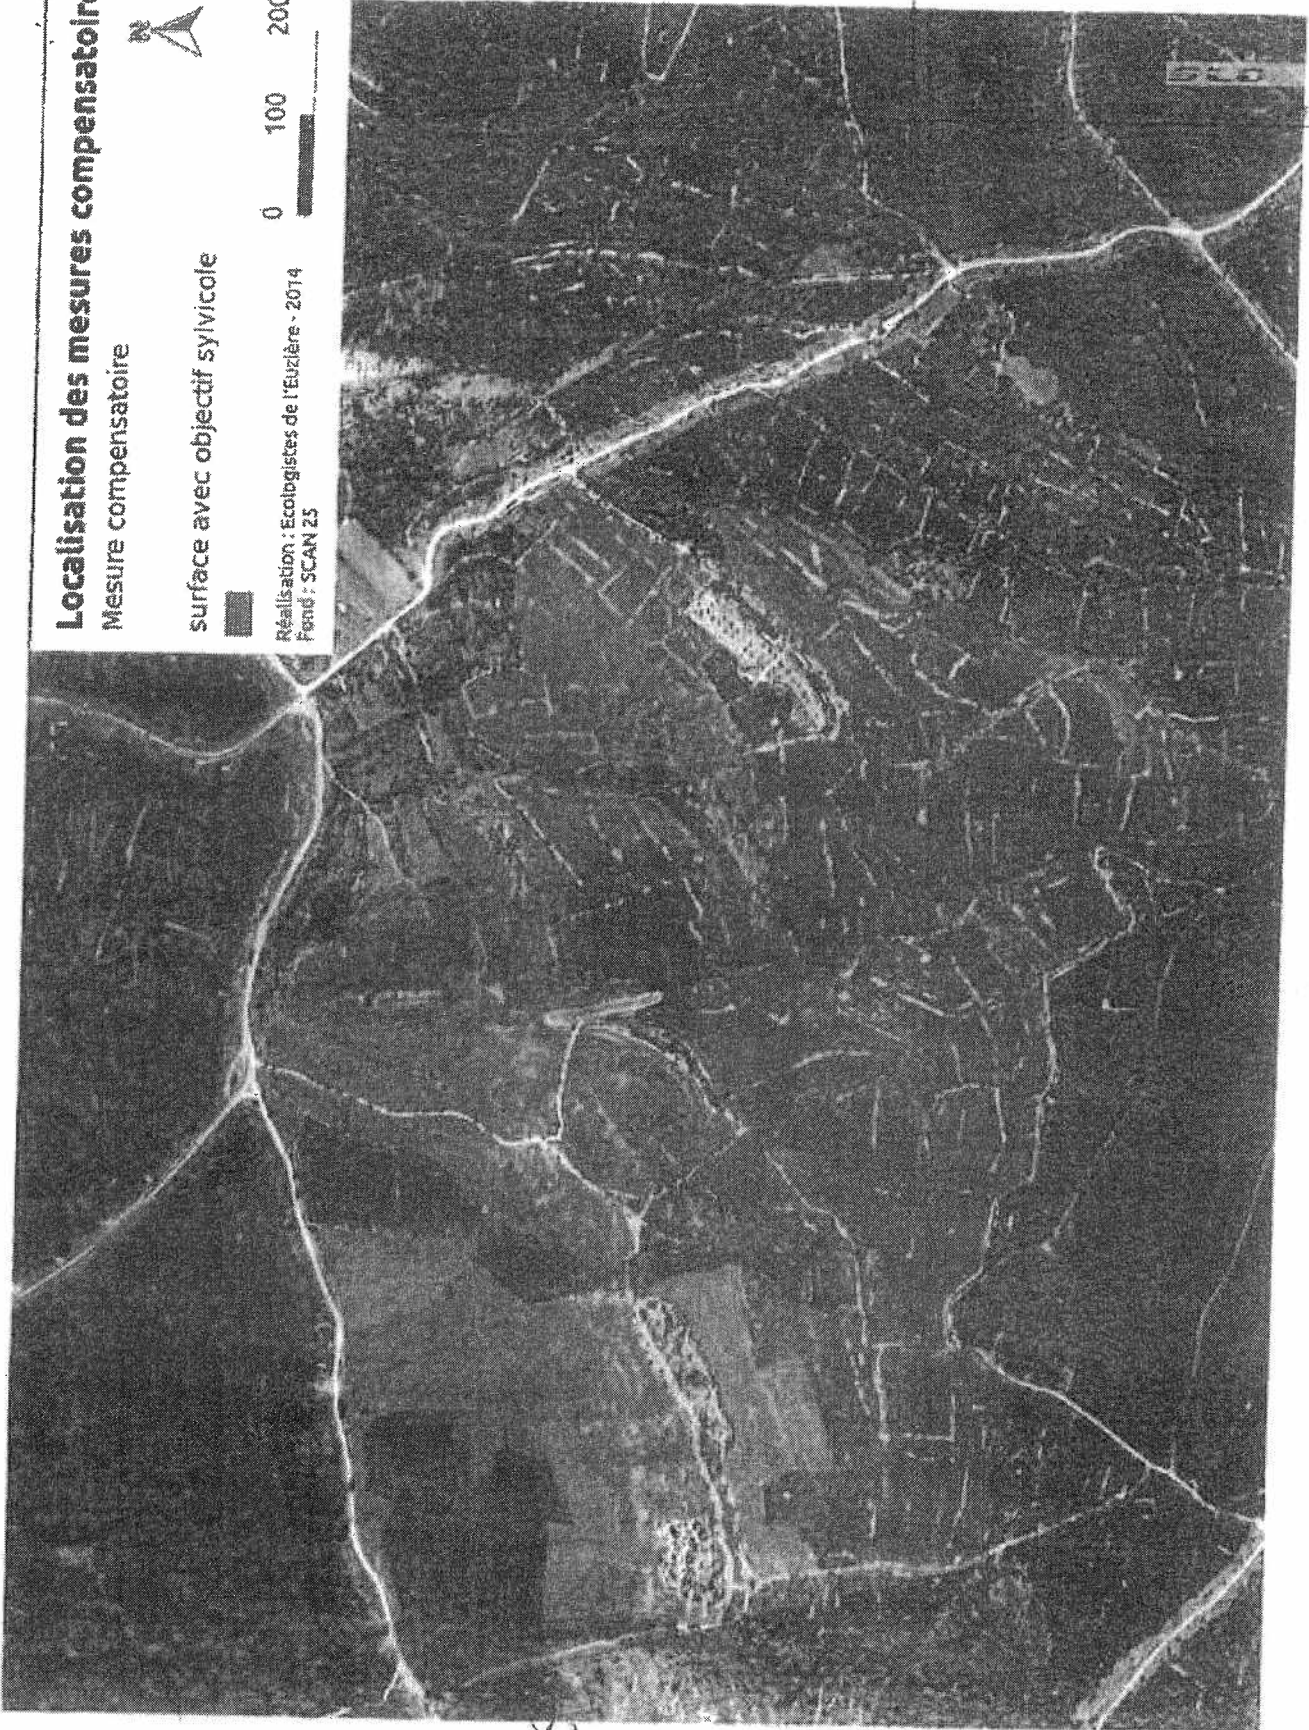 Localisation des mesures compensatoire
Mesure compensatoire
N
surface avec objectif sylvicole
0 100 200
Réalisation : Ecologistes de l'Euzière - 2014
Fond : SCAN 25